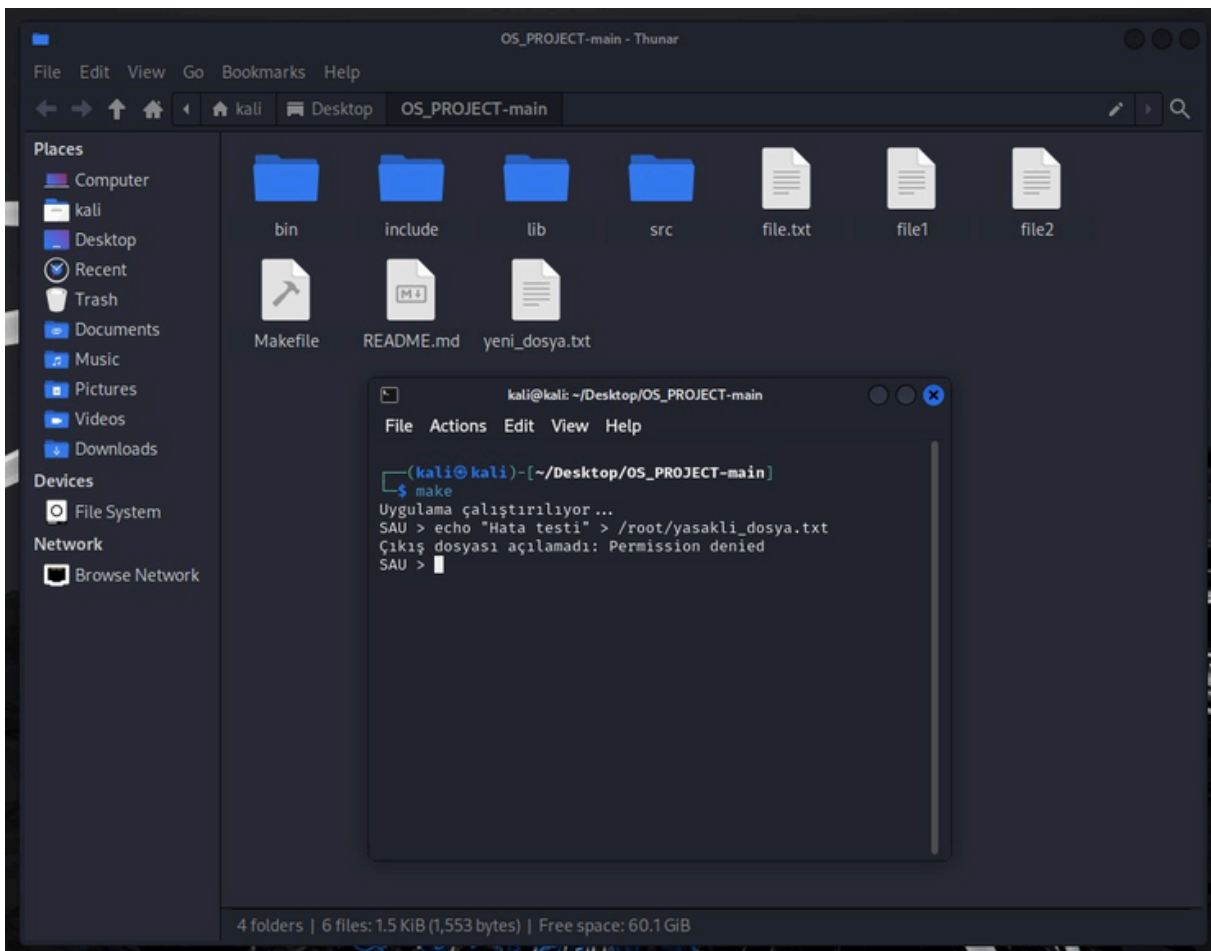 OS_PROJECT-main - Thunar
File Edit View Go Bookmarks Help
kali Desktop OS_PROJECT-main
Places
Computer
kali
Desktop
Recent
Trash
Documents
Music
Pictures
Videos
Downloads
Devices
File System
Network
Browse Network
bin include lib src file.txt file1 file2
M
Makefile README.md yeni_dosya.txt
kali@kali: ~/Desktop/OS_PROJECT-main
File Actions Edit View Help
(kali㉿kali)-[~/Desktop/OS_PROJECT-main]
$ make
Uygulama çalıştırılıyor...
SAU > echo "Hata testi" > /root/yasakli_dosya.txt
Çıkış dosyası açılamadı: Permission denied
SAU >
4 folders | 6 files: 1.5 KiB (1,553 bytes) | Free space: 60.1 GiB